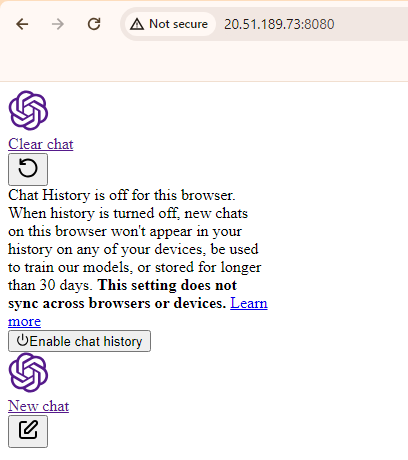 Not secure 20.51.189.73:8080
Clear chat
Chat History is off for this browser.
When history is turned off, new chats
on this browser won't appear in your
history on any of your devices, be used
to train our models, or stored for longer
than 30 days. This setting does not
sync across browsers or devices. Learn
more
Enable chat history
New chat